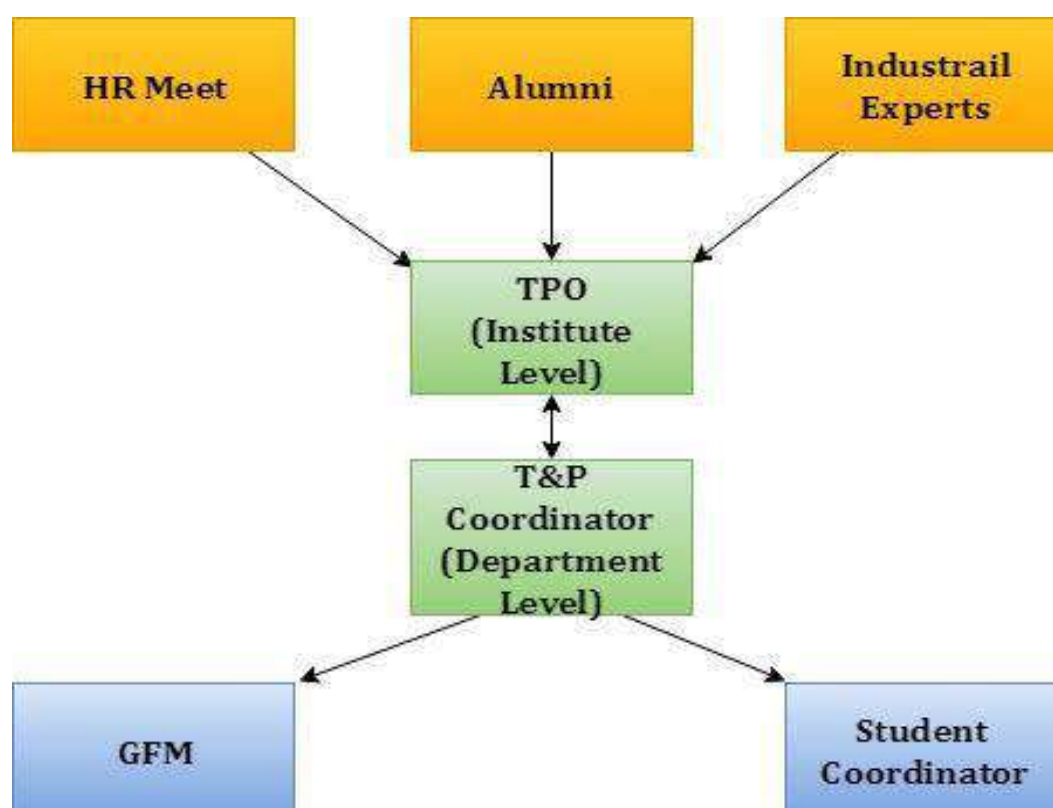 HR Meet
Alumni
Industrail
Experts
TPO
(Institute
Level)
T&P
Coordinator
(Department
Level)
GFM
Student
Coordinator